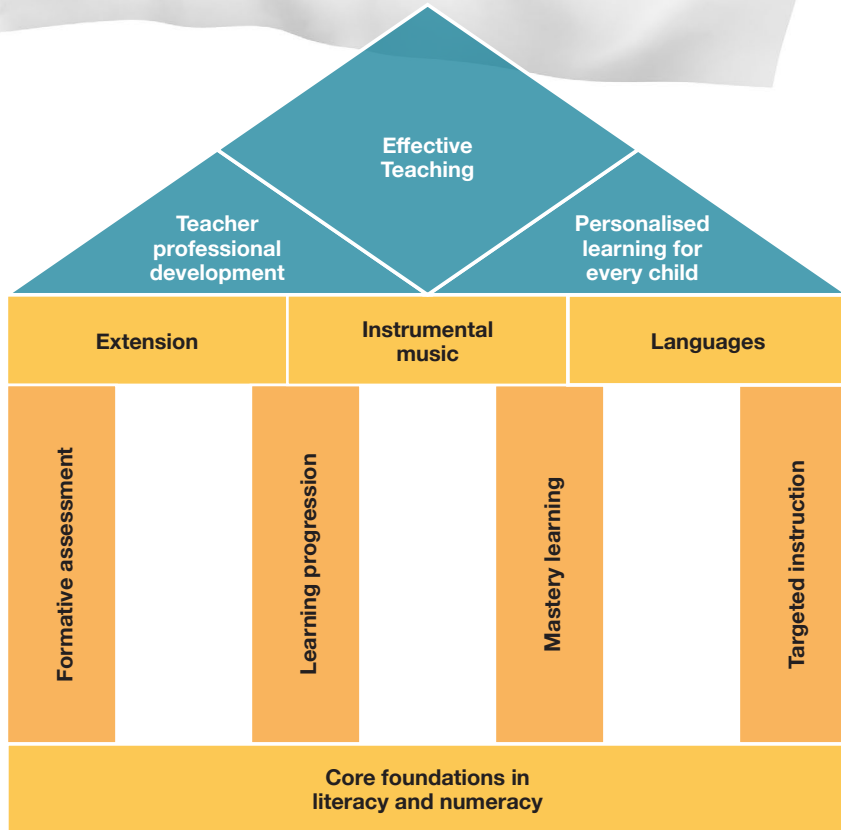 Effective
Teaching
Teacher
professional
development
Personalised
learning for
every child
Extension
Instrumental
music
Languages
Formative assessment
Learning progression
Mastery learning
Targeted instruction
Core foundations in
literacy and numeracy